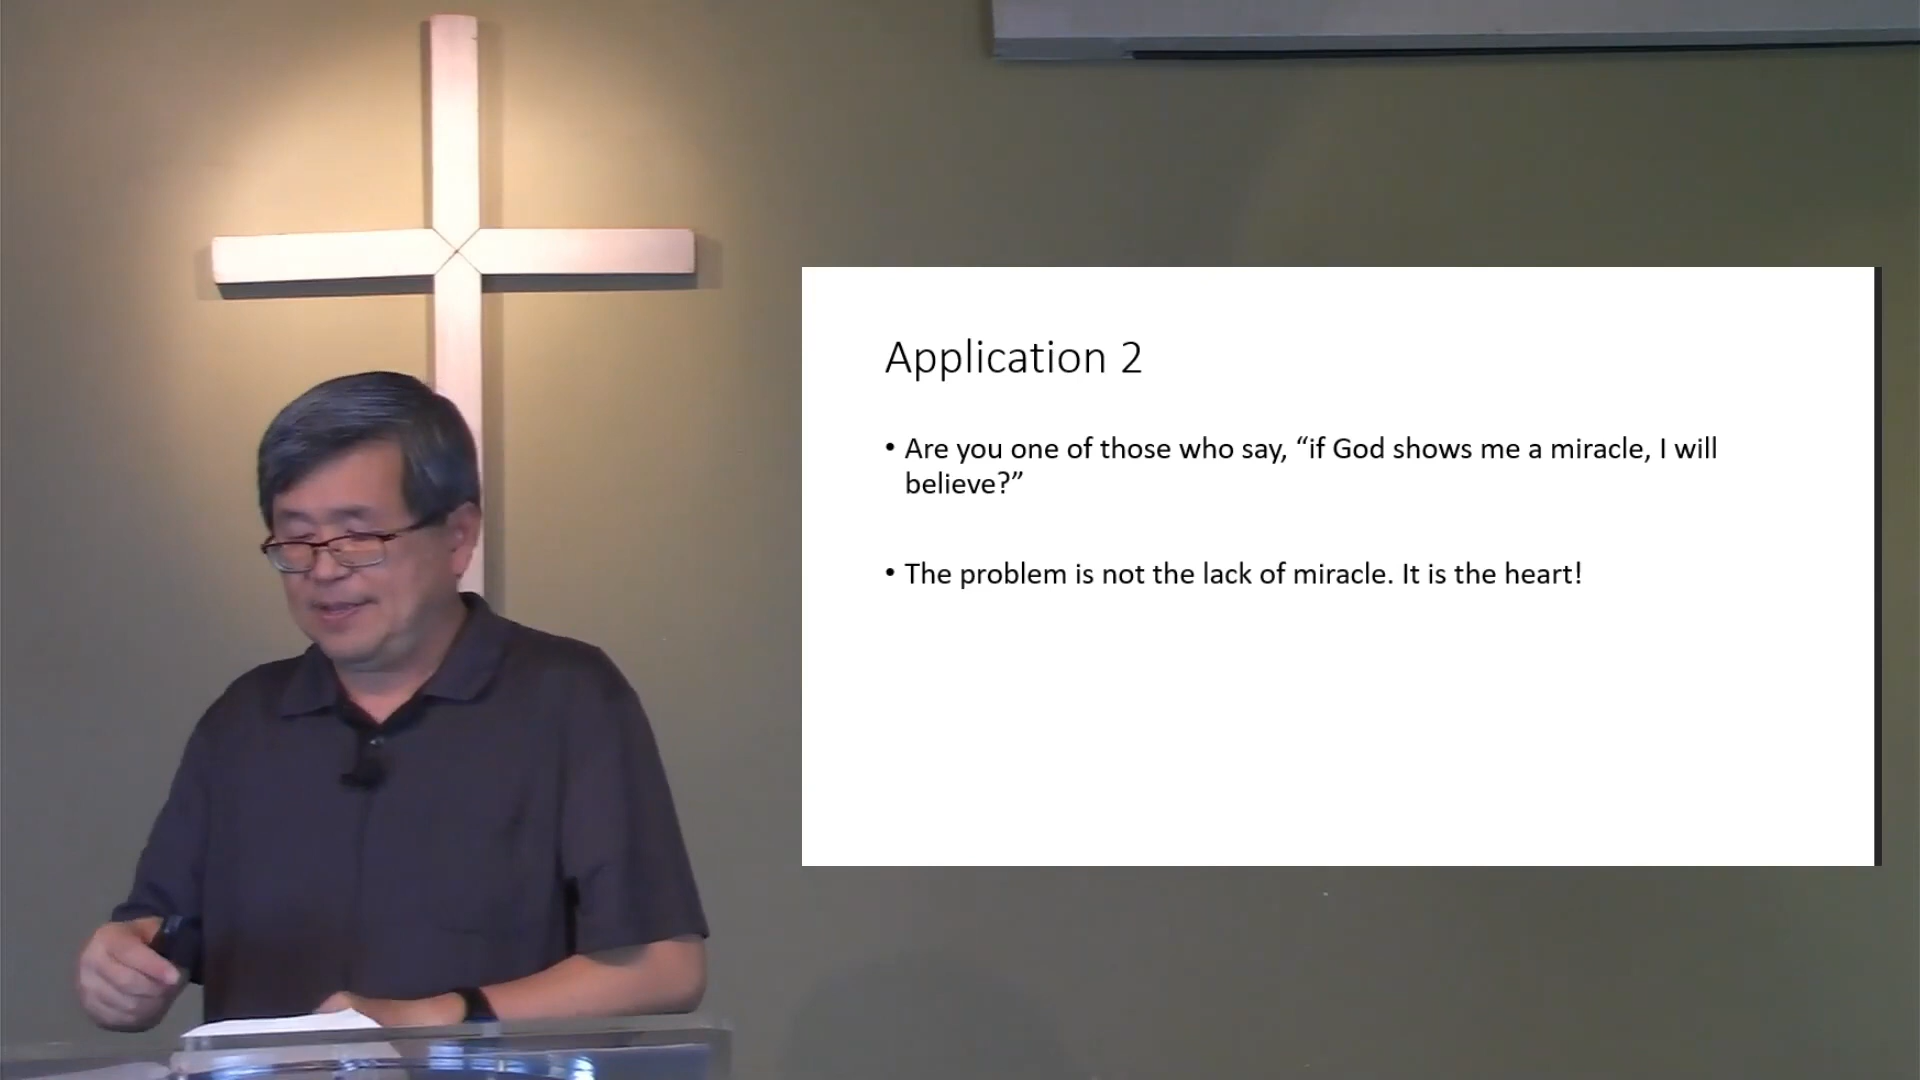 Application 2
• Are you one of those who say, “if God shows me a miracle, I will
believe?”
• The problem is not the lack of miracle. It is the heart!